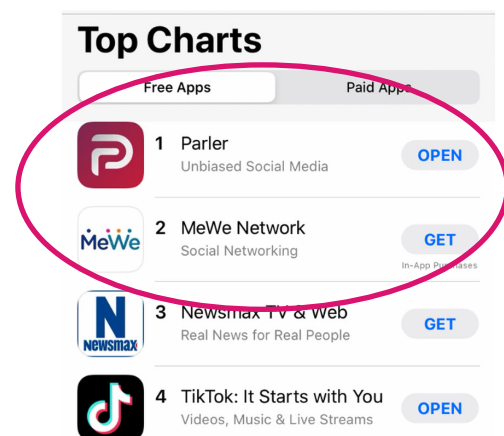 Top Charts
Free Apps
Paid Apps
1 Parler
Unbiased Social Media
OPEN
MeWe
2 MeWe Network
Social Networking
GET
In-App Purchases
N
Newsmax
3 Newsmax TV & Web
Real News for Real People
GET
4 TikTok: It Starts with You
Videos, Music & Live Streams
OPEN